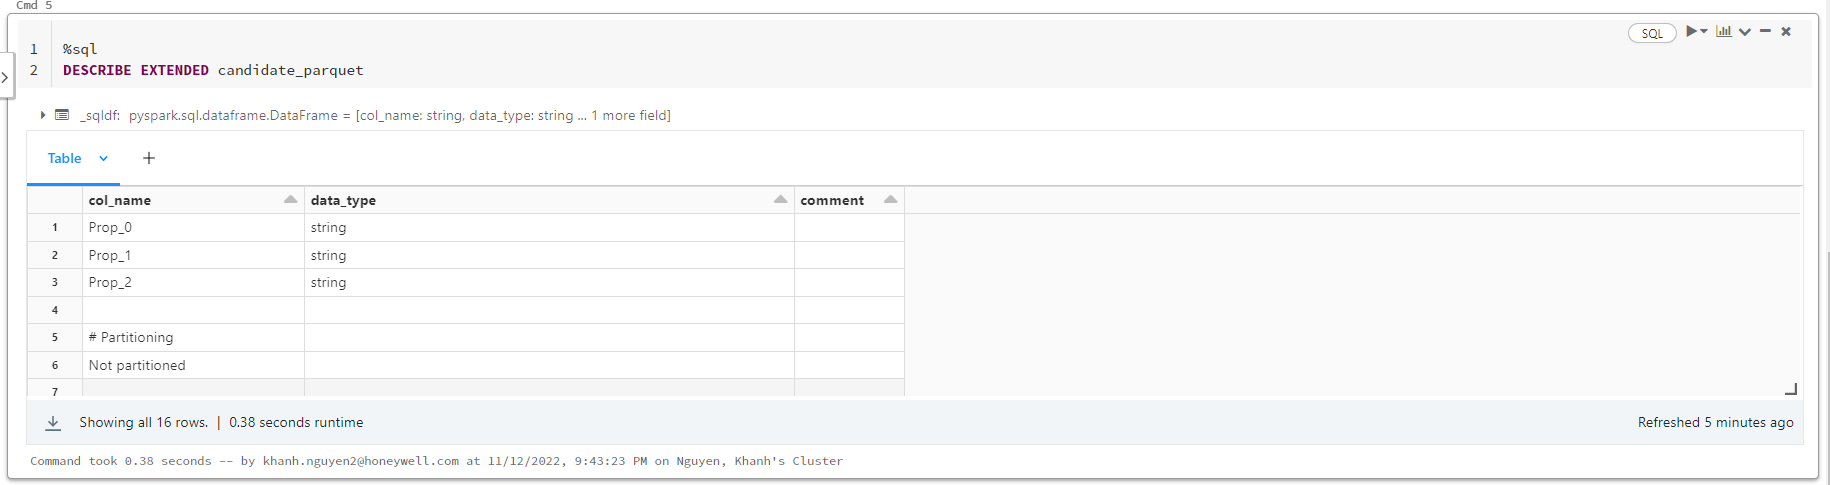 Cmd 5
SQL
1 %sql
2 DESCRIBE EXTENDED candidate_parquet
_sqldf: pyspark.sql.dataframe.DataFrame = [col_name: string, data_type: string ... 1 more field]
Table +
col_name data_type comment
1 Prop_0 string
2 Prop_1 string
3 Prop_2 string
4
5 # Partitioning
6 Not partitioned
7
Showing all 16 rows. | 0.38 seconds runtime Refreshed 5 minutes ago
Command took 0.38 seconds -- by khanh.nguyen2@honeywell.com at 11/12/2022, 9:43:23 PM on Nguyen, Khanh's Cluster